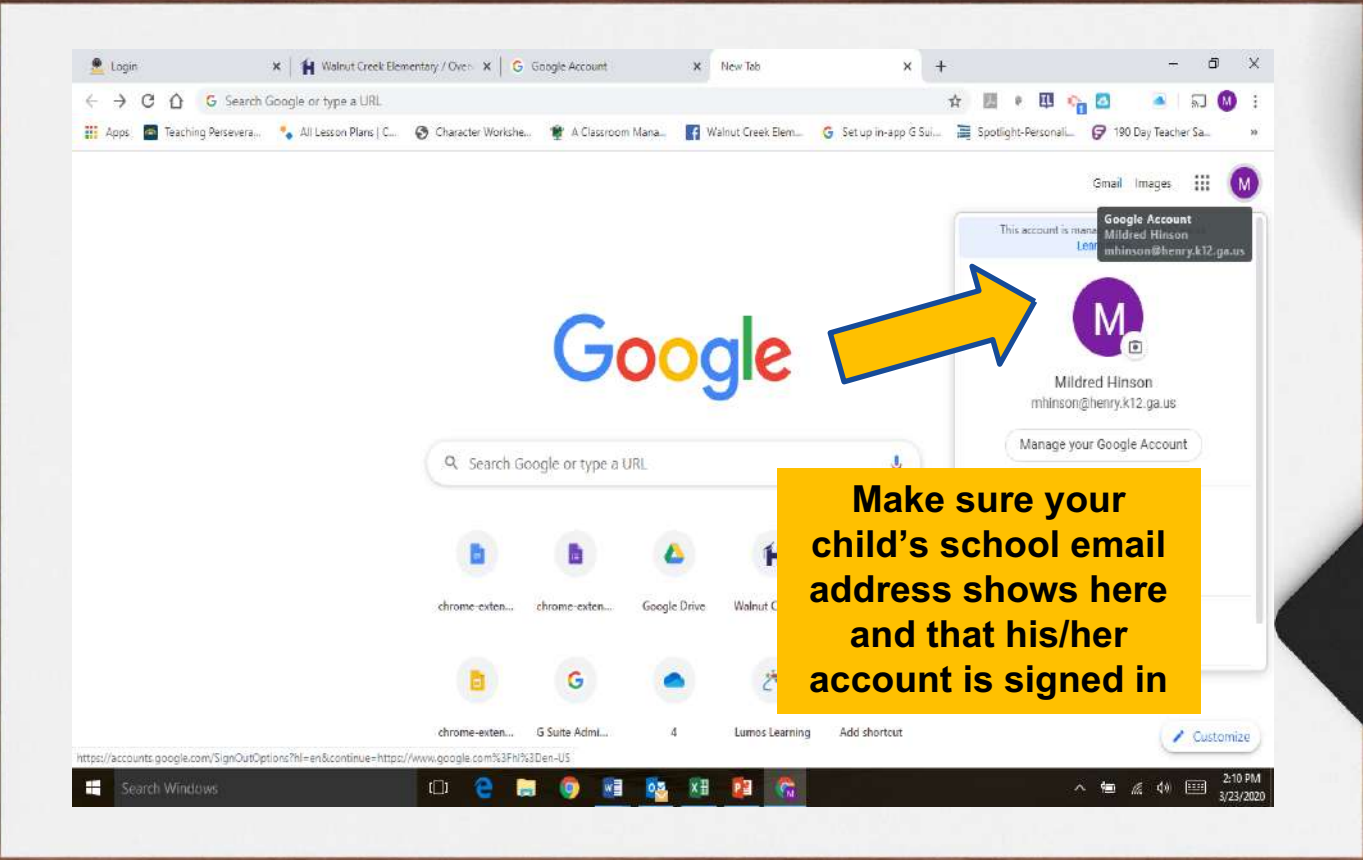 Login
Walnut Creek Elementary / Over
Google Account
New Tab
Search Google or type a URL
Apps
Teaching Persevera...
All Lesson Plans | C...
Character Workshe...
A Classroom Mana...
Walnut Creek Elem...
Set up in-app G Sui...
Spotlight-Personali...
190 Day Teacher Sa...
M
Gmail Images
M
This account is mana
Lear
Google Account
Mildred Hinson
mhinson@henry.k12.ga.us
Google
M
Mildred Hinson
mhinson@henry.k12.ga.us
Manage your Google Account
Search Google or type a URL
Make sure your
child’s school email
address shows here
and that his/her
account is signed in
chrome-exten... chrome-exten... Google Drive Walnut C
chrome-exten... G Suite Admi... 4 Lumos Learning Add shortcut
Customize
https://accounts.google.com/SignOutOptions?hl=en&continue=https://www.google.com%3Fhl%3Den-US
Search Windows
2:10 PM
3/23/2020